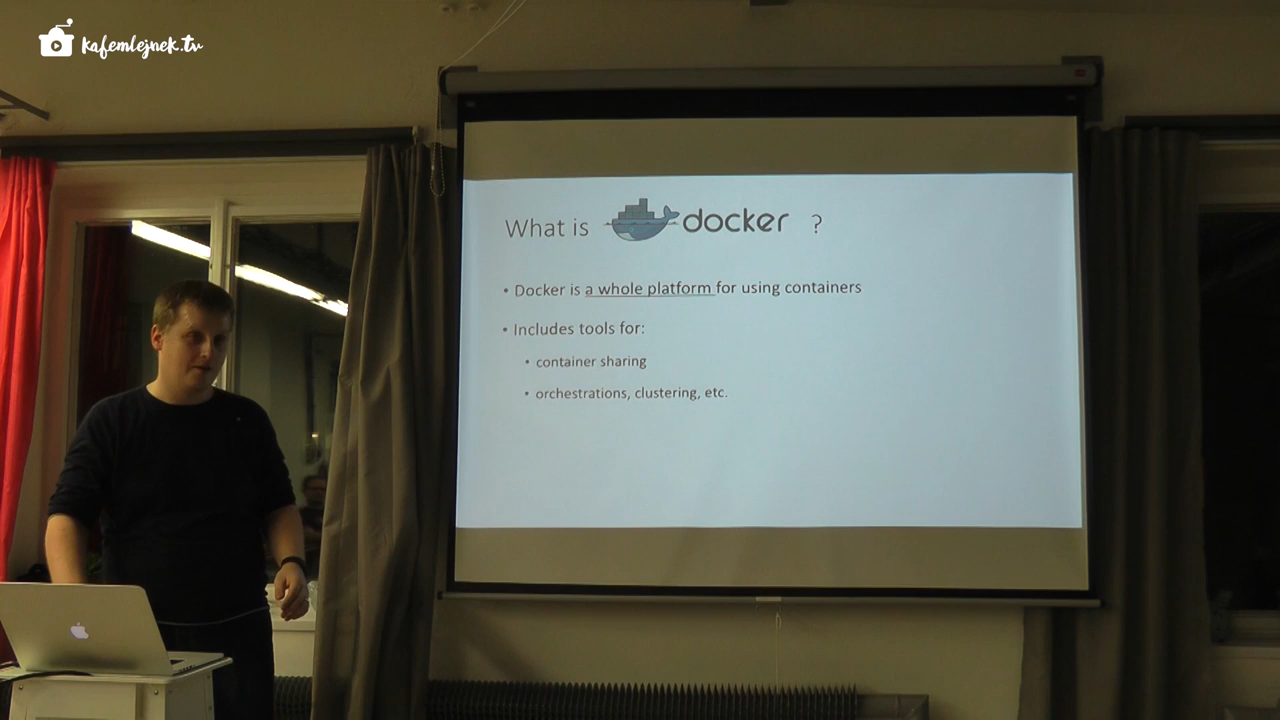 kafemlejnek.tv
What is docker ?
• Docker is a whole platform for using containers
• Includes tools for:
• container sharing
• orchestrations, clustering, etc.